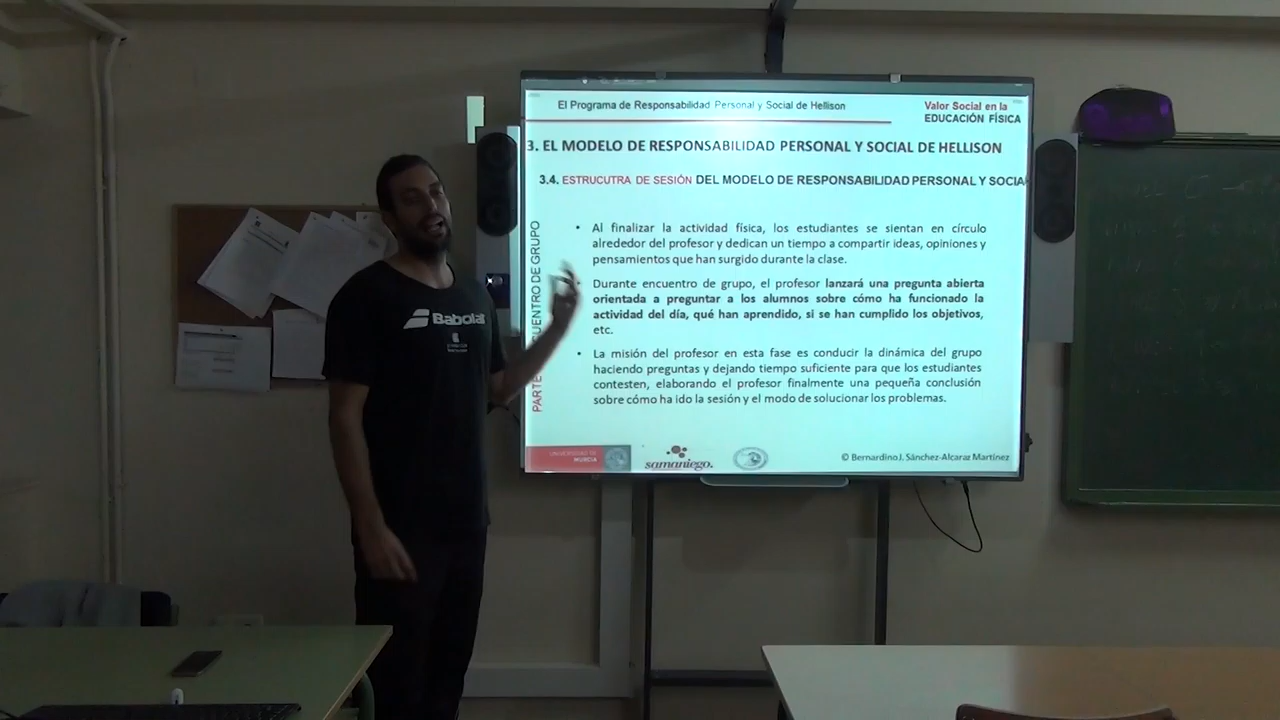 El Programa de Responsabilidad Personal y Social de Hellison
Valor Social en la
EDUCACIÓN FÍSICA
3. EL MODELO DE RESPONSABILIDAD PERSONAL Y SOCIAL DE HELLISON
3.4. ESTRUCUTRA DE SESIÓN DEL MODELO DE RESPONSABILIDAD PERSONAL Y SOCIA
• Al finalizar la actividad física, los estudiantes se sientan en círculo
alrededor del profesor y dedican un tiempo a compartir ideas, opiniones y
pensamientos que han surgido durante la clase.
• Durante encuentro de grupo, el profesor lanzará una pregunta abierta
orientada a preguntar a los alumnos sobre cómo ha funcionado la
actividad del día, qué han aprendido, si se han cumplido los objetivos,
etc.
• La misión del profesor en esta fase es conducir la dinámica del grupo
haciendo preguntas y dejando tiempo suficiente para que los estudiantes
contesten, elaborando el profesor finalmente una pequeña conclusión
sobre cómo ha ido la sesión y el modo de solucionar los problemas.
UNIVERSIDAD DE
MURCIA
samaniego.
© Bernardino J. Sánchez-Alcaraz Martínez
Babolat